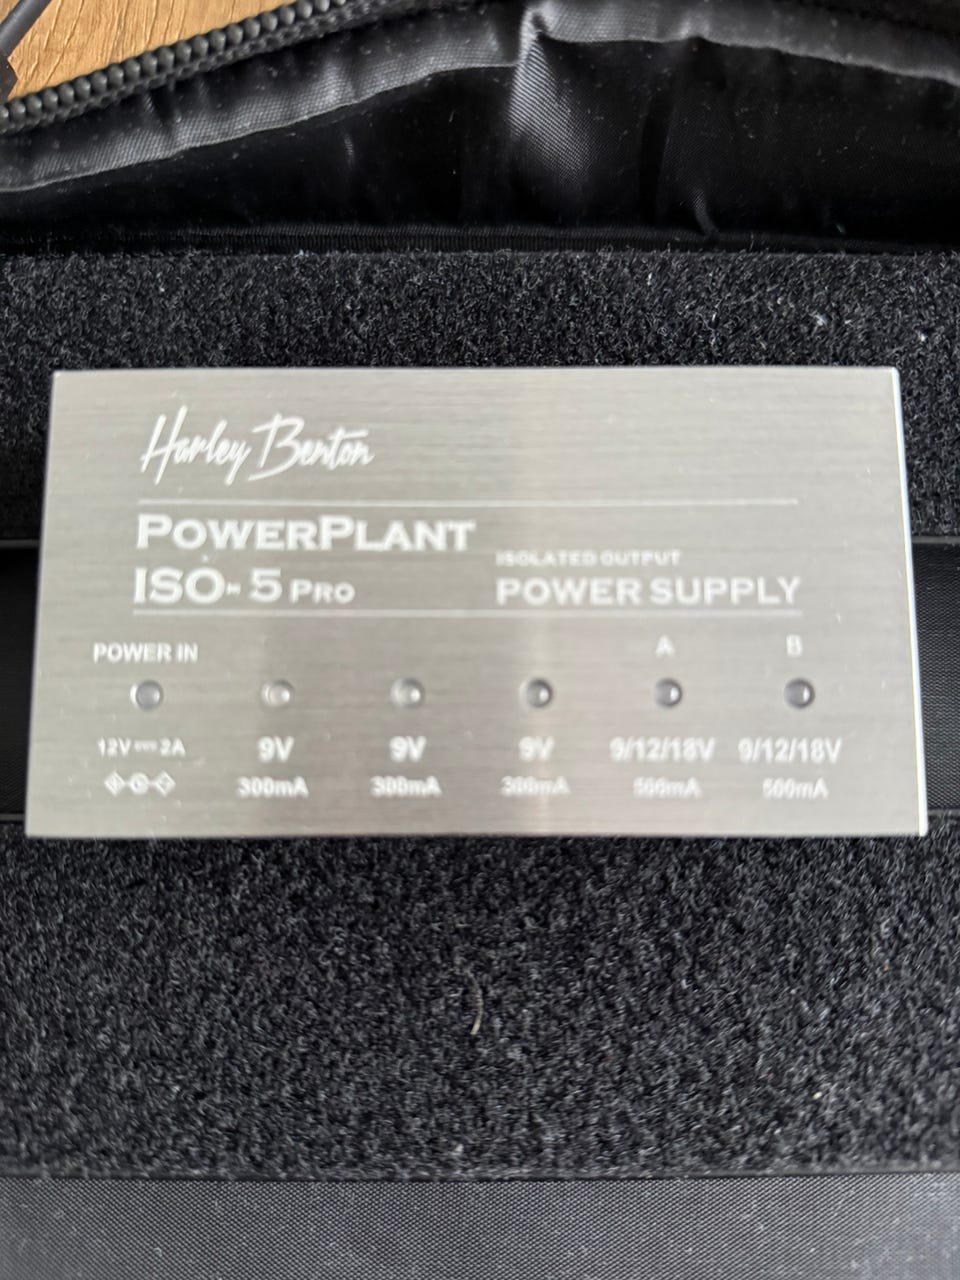 Harley Benton
POWERPLANT
ISO-5 PRO
ISOLATED OUTPUT
POWER SUPPLY
POWER IN
A
B
12V⎓2A
9V
9V
9V
9/12/18V
9/12/18V
300mA
300mA
300mA
500mA
500mA